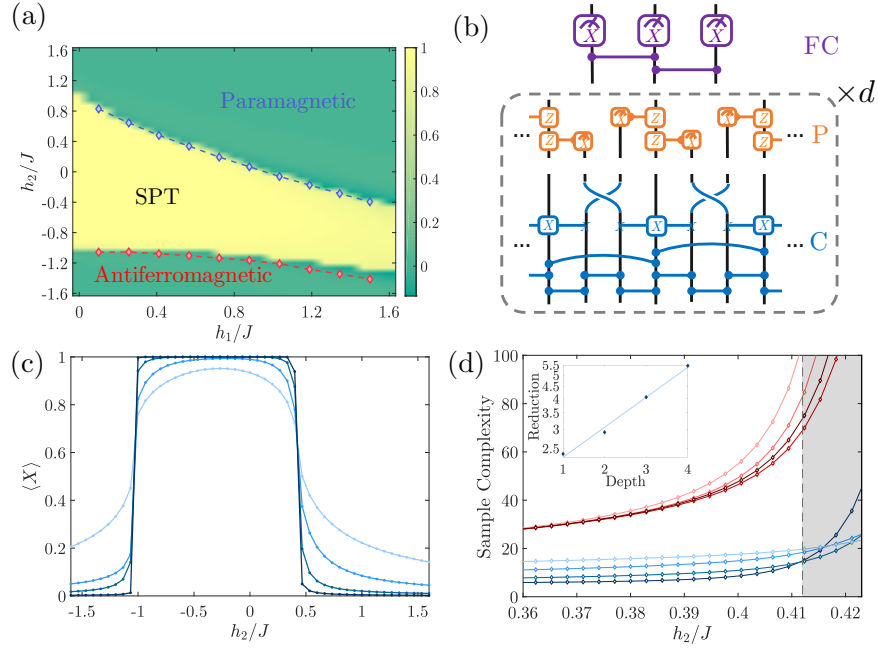 (a)
1.6
1.2
0.8
0.4
0
-0.4
-0.8
-1.2
-1.6
h₂/J
0
0.4
0.8
1.2
1.6
h₁/J
Paramagnetic
SPT
Antiferromagnetic
1
0.8
0.6
0.4
0.2
0
(b)
X X X
FC
×d
Z X Z X Z
... Z X Z X Z ...
P
X X X X X X X
... ...
C
(c)
1
0.8
0.6
0.4
0.2
0
⟨X⟩
-1.5
-1
-0.5
0
0.5
1
1.5
h₂/J
(d)
100
80
60
40
20
0
Sample Complexity
0.36
0.37
0.38
0.39
0.4
0.41
0.42
h₂/J
5.5
5
4.5
4
3.5
3
2.5
Reduction
1
2
3
4
Depth